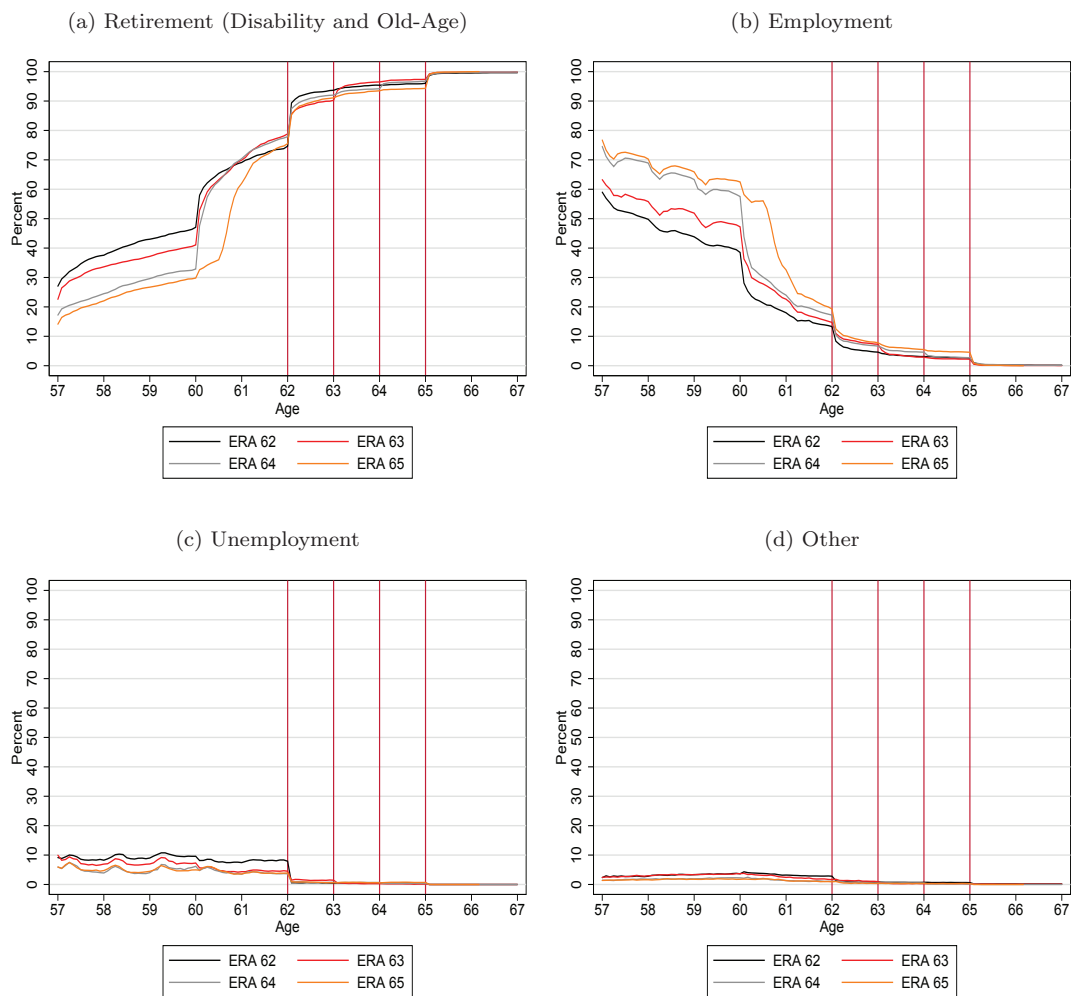 (a) Retirement (Disability and Old-Age)
Percent
0 10 20 30 40 50 60 70 80 90 100
57 58 59 60 61 62 63 64 65 66 67
Age
ERA 62 ERA 63
ERA 64 ERA 65
(b) Employment
Percent
0 10 20 30 40 50 60 70 80 90 100
57 58 59 60 61 62 63 64 65 66 67
Age
ERA 62 ERA 63
ERA 64 ERA 65
(c) Unemployment
Percent
0 10 20 30 40 50 60 70 80 90 100
57 58 59 60 61 62 63 64 65 66 67
Age
ERA 62 ERA 63
ERA 64 ERA 65
(d) Other
Percent
0 10 20 30 40 50 60 70 80 90 100
57 58 59 60 61 62 63 64 65 66 67
Age
ERA 62 ERA 63
ERA 64 ERA 65